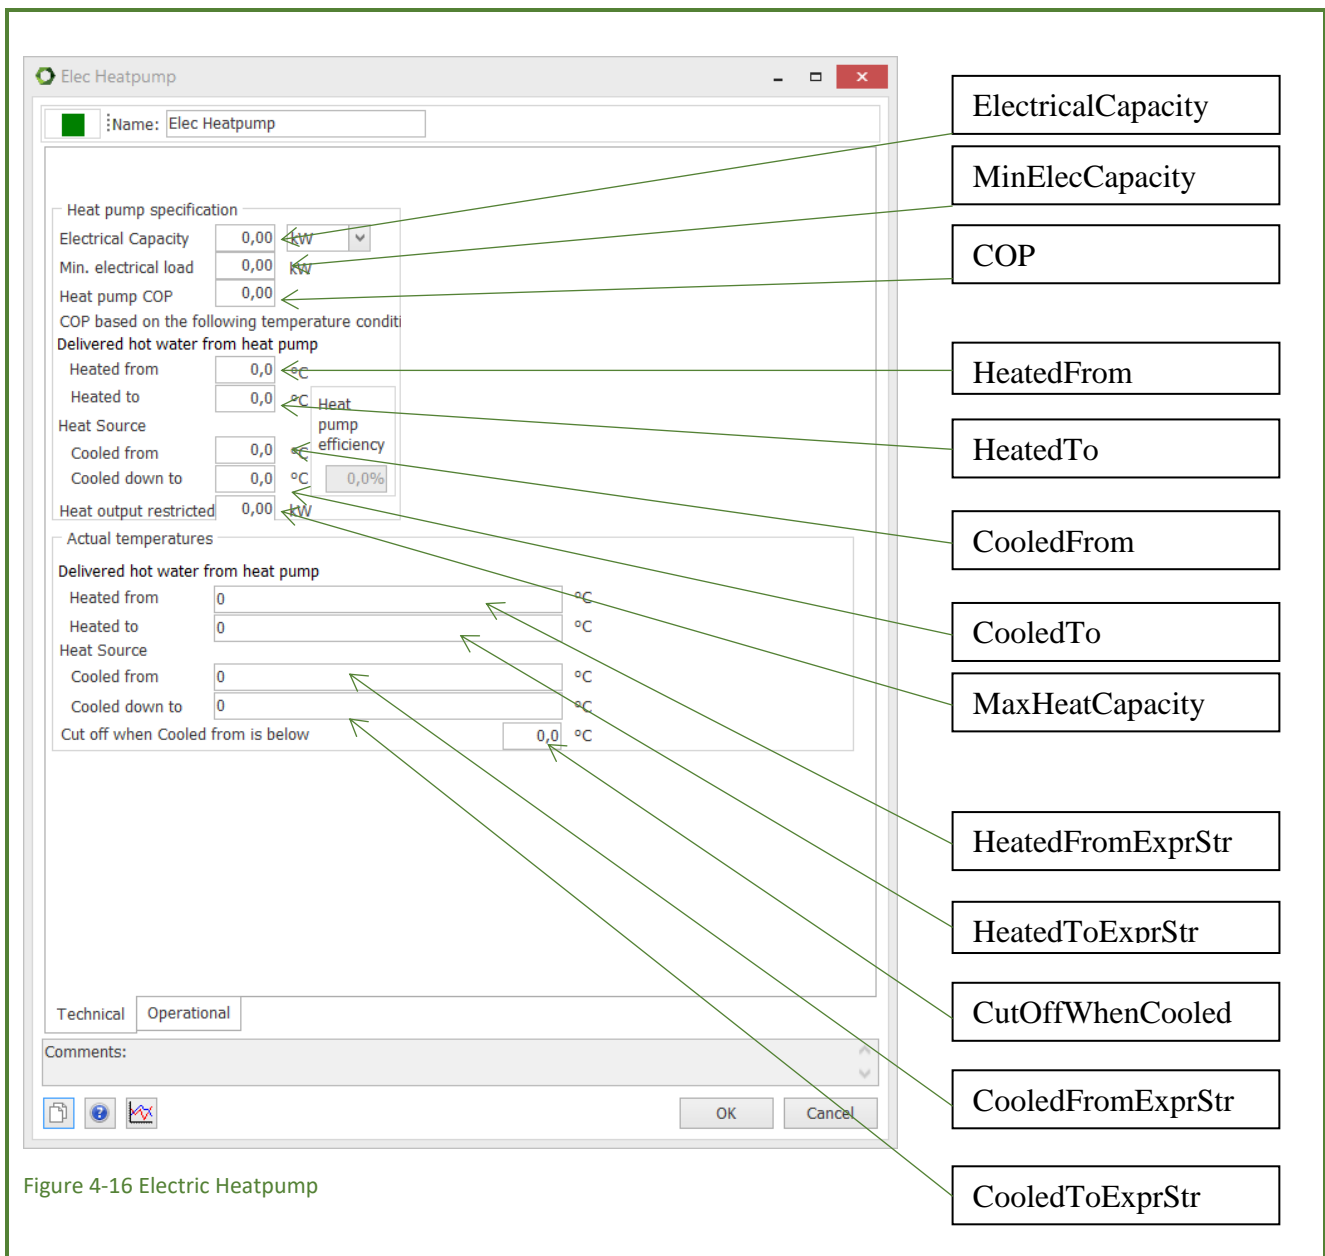 Elec Heatpump
Name: Elec Heatpump
Heat pump specification
Electrical Capacity 0,00 kW
Min. electrical load 0,00 kW
Heat pump COP 0,00
COP based on the following temperature conditi
Delivered hot water from heat pump
Heated from 0,0 °C
Heated to 0,0 °C
Heat Source
Cooled from 0,0 °C
Cooled down to 0,0 °C
Heat output restricted 0,00 kW
Heat
pump
efficiency
0,0%
Actual temperatures
Delivered hot water from heat pump
Heated from 0 °C
Heated to 0 °C
Heat Source
Cooled from 0 °C
Cooled down to 0 °C
Cut off when Cooled from is below 0,0 °C
Technical Operational
Comments:
OK Cancel
ElectricalCapacity
MinElecCapacity
COP
HeatedFrom
HeatedTo
CooledFrom
CooledTo
MaxHeatCapacity
HeatedFromExprStr
HeatedToExprStr
CutOffWhenCooled
CooledFromExprStr
CooledToExprStr
Figure 4-16 Electric Heatpump